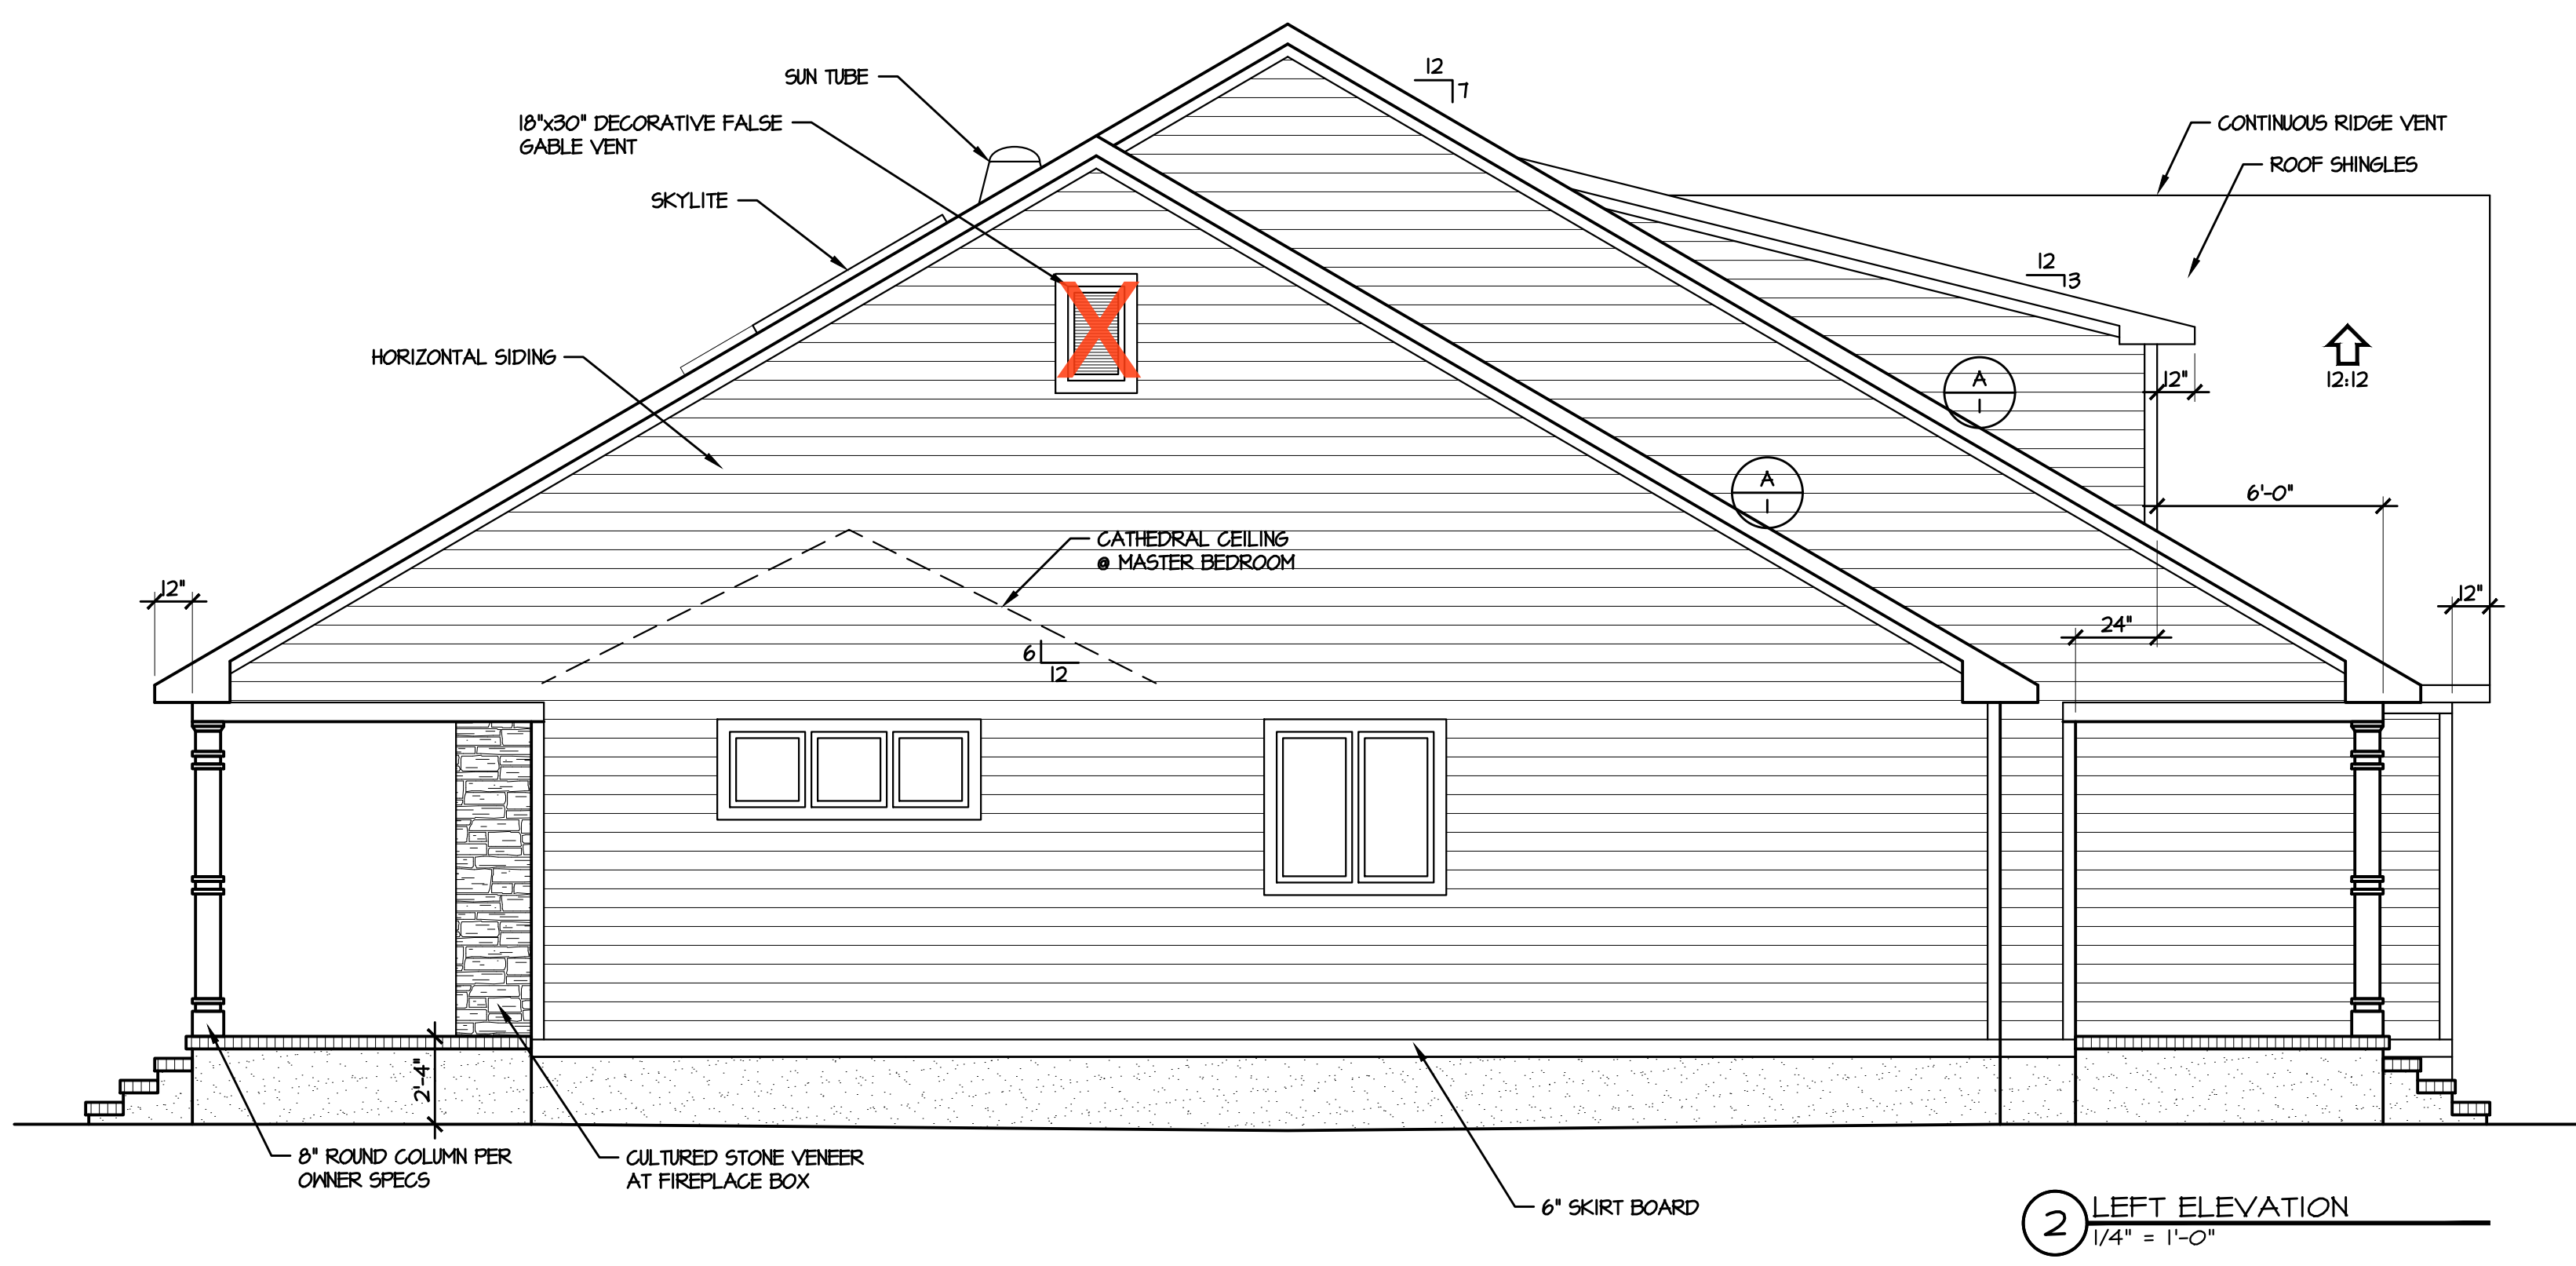 SUN TUBE
12
7
18"x30" DECORATIVE FALSE
GABLE VENT
CONTINUOUS RIDGE VENT
ROOF SHINGLES
SKYLITE
12
3
HORIZONTAL SIDING
A
1
12"
12:12
A
1
6'-0"
CATHEDRAL CEILING
@ MASTER BEDROOM
12"
12"
24"
6
12
2'-4"
8" ROUND COLUMN PER
OWNER SPECS
CULTURED STONE VENEER
AT FIREPLACE BOX
6" SKIRT BOARD
2
LEFT ELEVATION
1/4" = 1'-0"